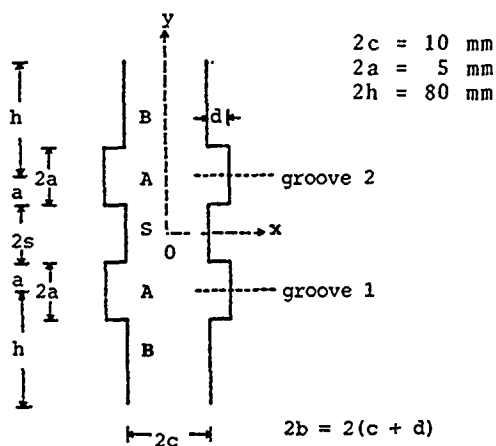 y
2c = 10 mm
2a = 5 mm
2h = 80 mm
h
B
d
2a
A
groove 2
a
2s
S
x
O
a
2a
A
groove 1
h
B
2c
2b = 2(c + d)